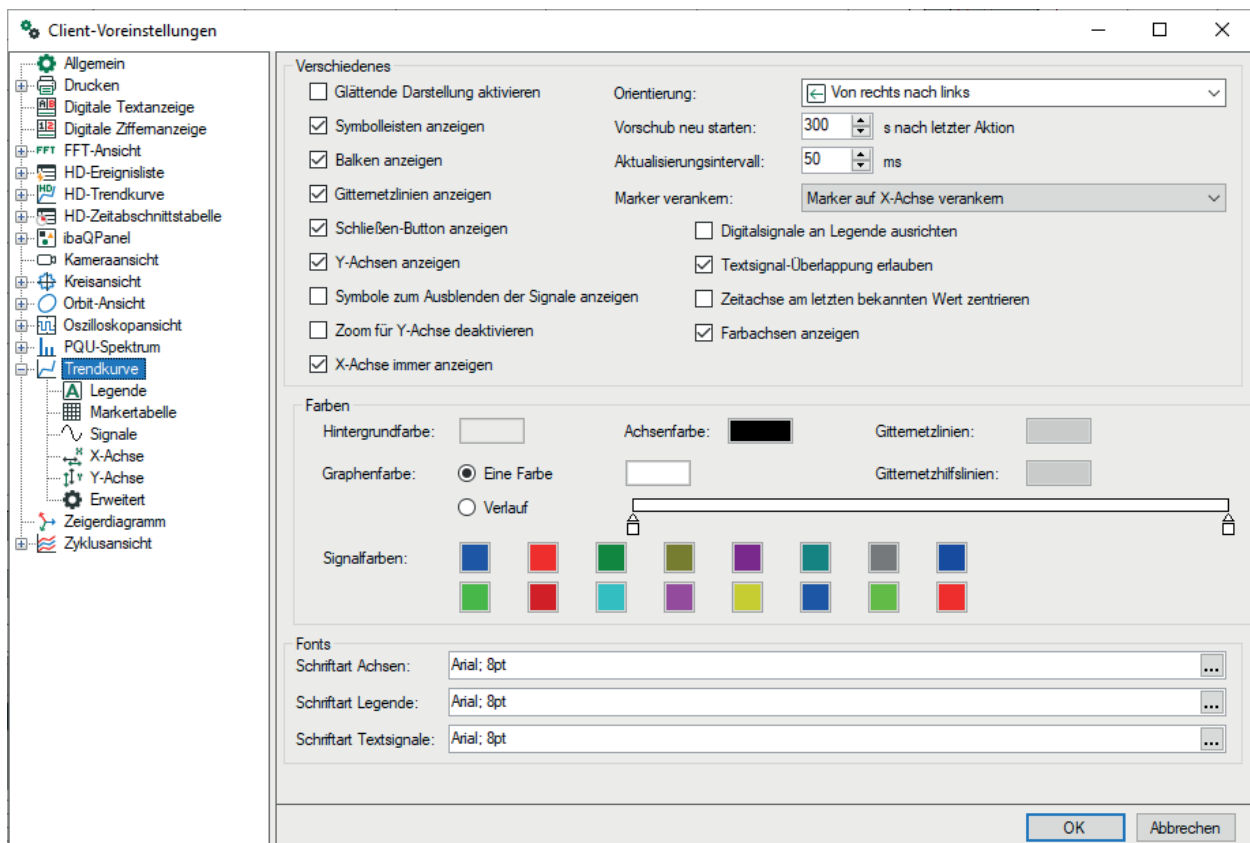 Client-Voreinstellungen
Allgemein
Drucken
Digitale Textanzeige
Digitale Ziffernanzeige
FFT FFT-Ansicht
HD-Ereignisliste
HD HD-Trendkurve
HD-Zeitabschnittstabelle
ibaQPanel
Kameraansicht
Kreisansicht
Orbit-Ansicht
Oszilloskopansicht
PQU-Spektrum
Trendkurve
A Legende
Markertabelle
Signale
X X-Achse
Y Y-Achse
Erweitert
Zeigerdiagramm
Zyklusansicht
Verschiedenes
Glättende Darstellung aktivieren
Symbolleisten anzeigen
Balken anzeigen
Gitternetzlinien anzeigen
Schließen-Button anzeigen
Y-Achsen anzeigen
Symbole zum Ausblenden der Signale anzeigen
Zoom für Y-Achse deaktivieren
X-Achse immer anzeigen
Orientierung: Von rechts nach links
Vorschub neu starten: 300 s nach letzter Aktion
Aktualisierungsintervall: 50 ms
Marker verankern: Marker auf X-Achse verankern
Digitalsignale an Legende ausrichten
Textsignal-Überlappung erlauben
Zeitachse am letzten bekannten Wert zentrieren
Farbachsen anzeigen
Farben
Hintergrundfarbe: Achsenfarbe: Gitternetzlinien:
Graphenfarbe: Eine Farbe Gitternetzhilfslinien:
Verlauf
Signalfarben:
Fonts
Schriftart Achsen: Arial; 8pt ...
Schriftart Legende: Arial; 8pt ...
Schriftart Textsignale: Arial; 8pt ...
OK Abbrechen